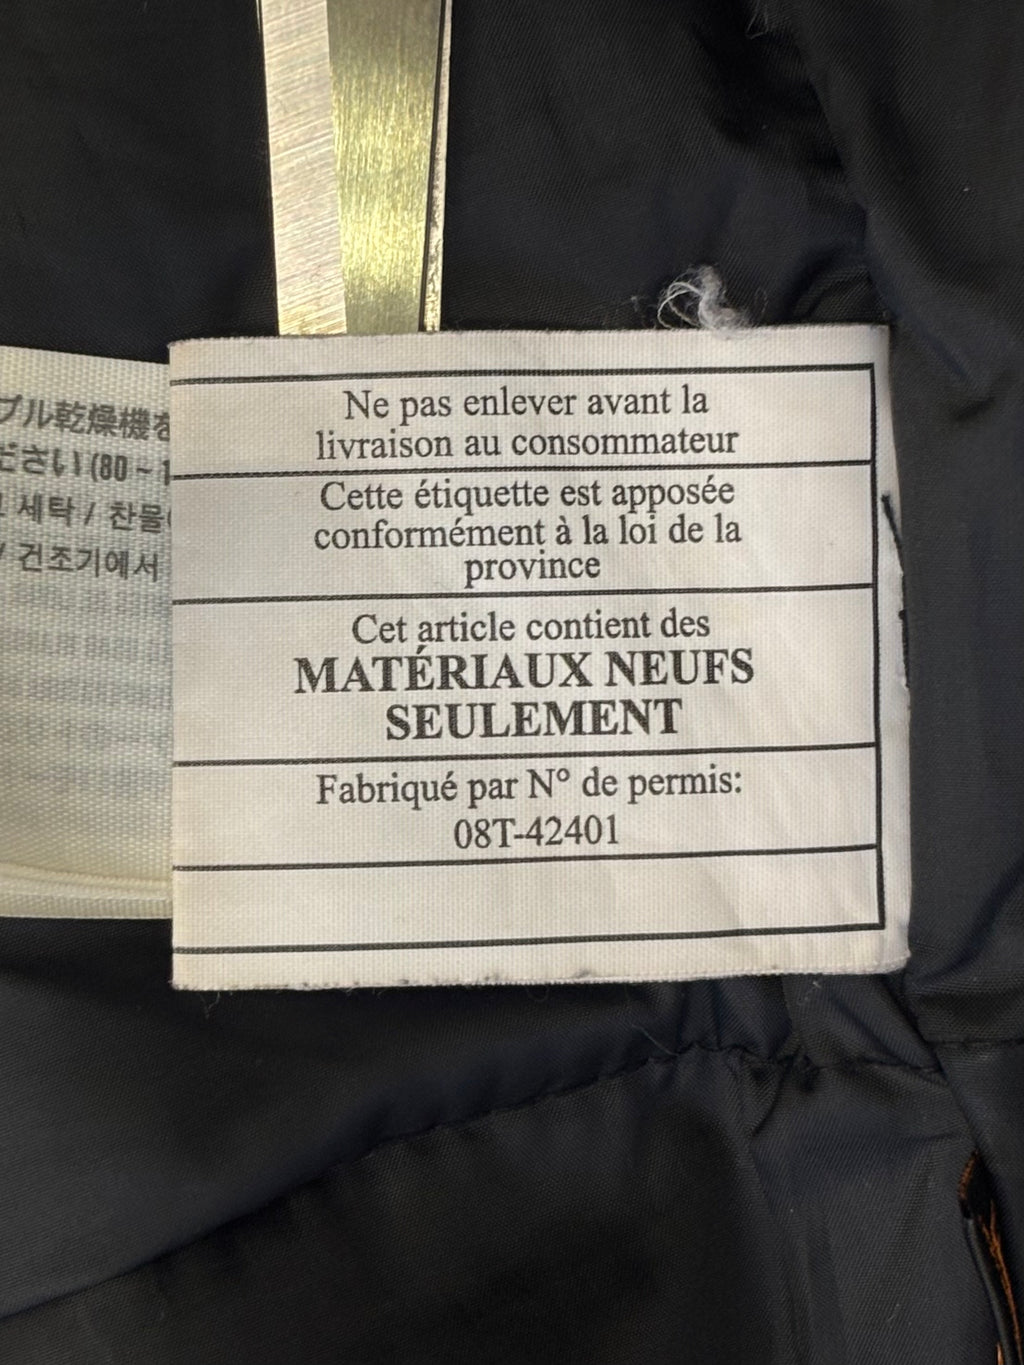 プル乾燥機を
ださい(80 ~ 1
세탁 / 찬물
/ 건조기에서
Ne pas enlever avant la
livraison au consommateur
Cette étiquette est apposée
conformément à la loi de la
province
Cet article contient des
MATÉRIAUX NEUFS
SEULEMENT
Fabriqué par N° de permis:
08T-42401